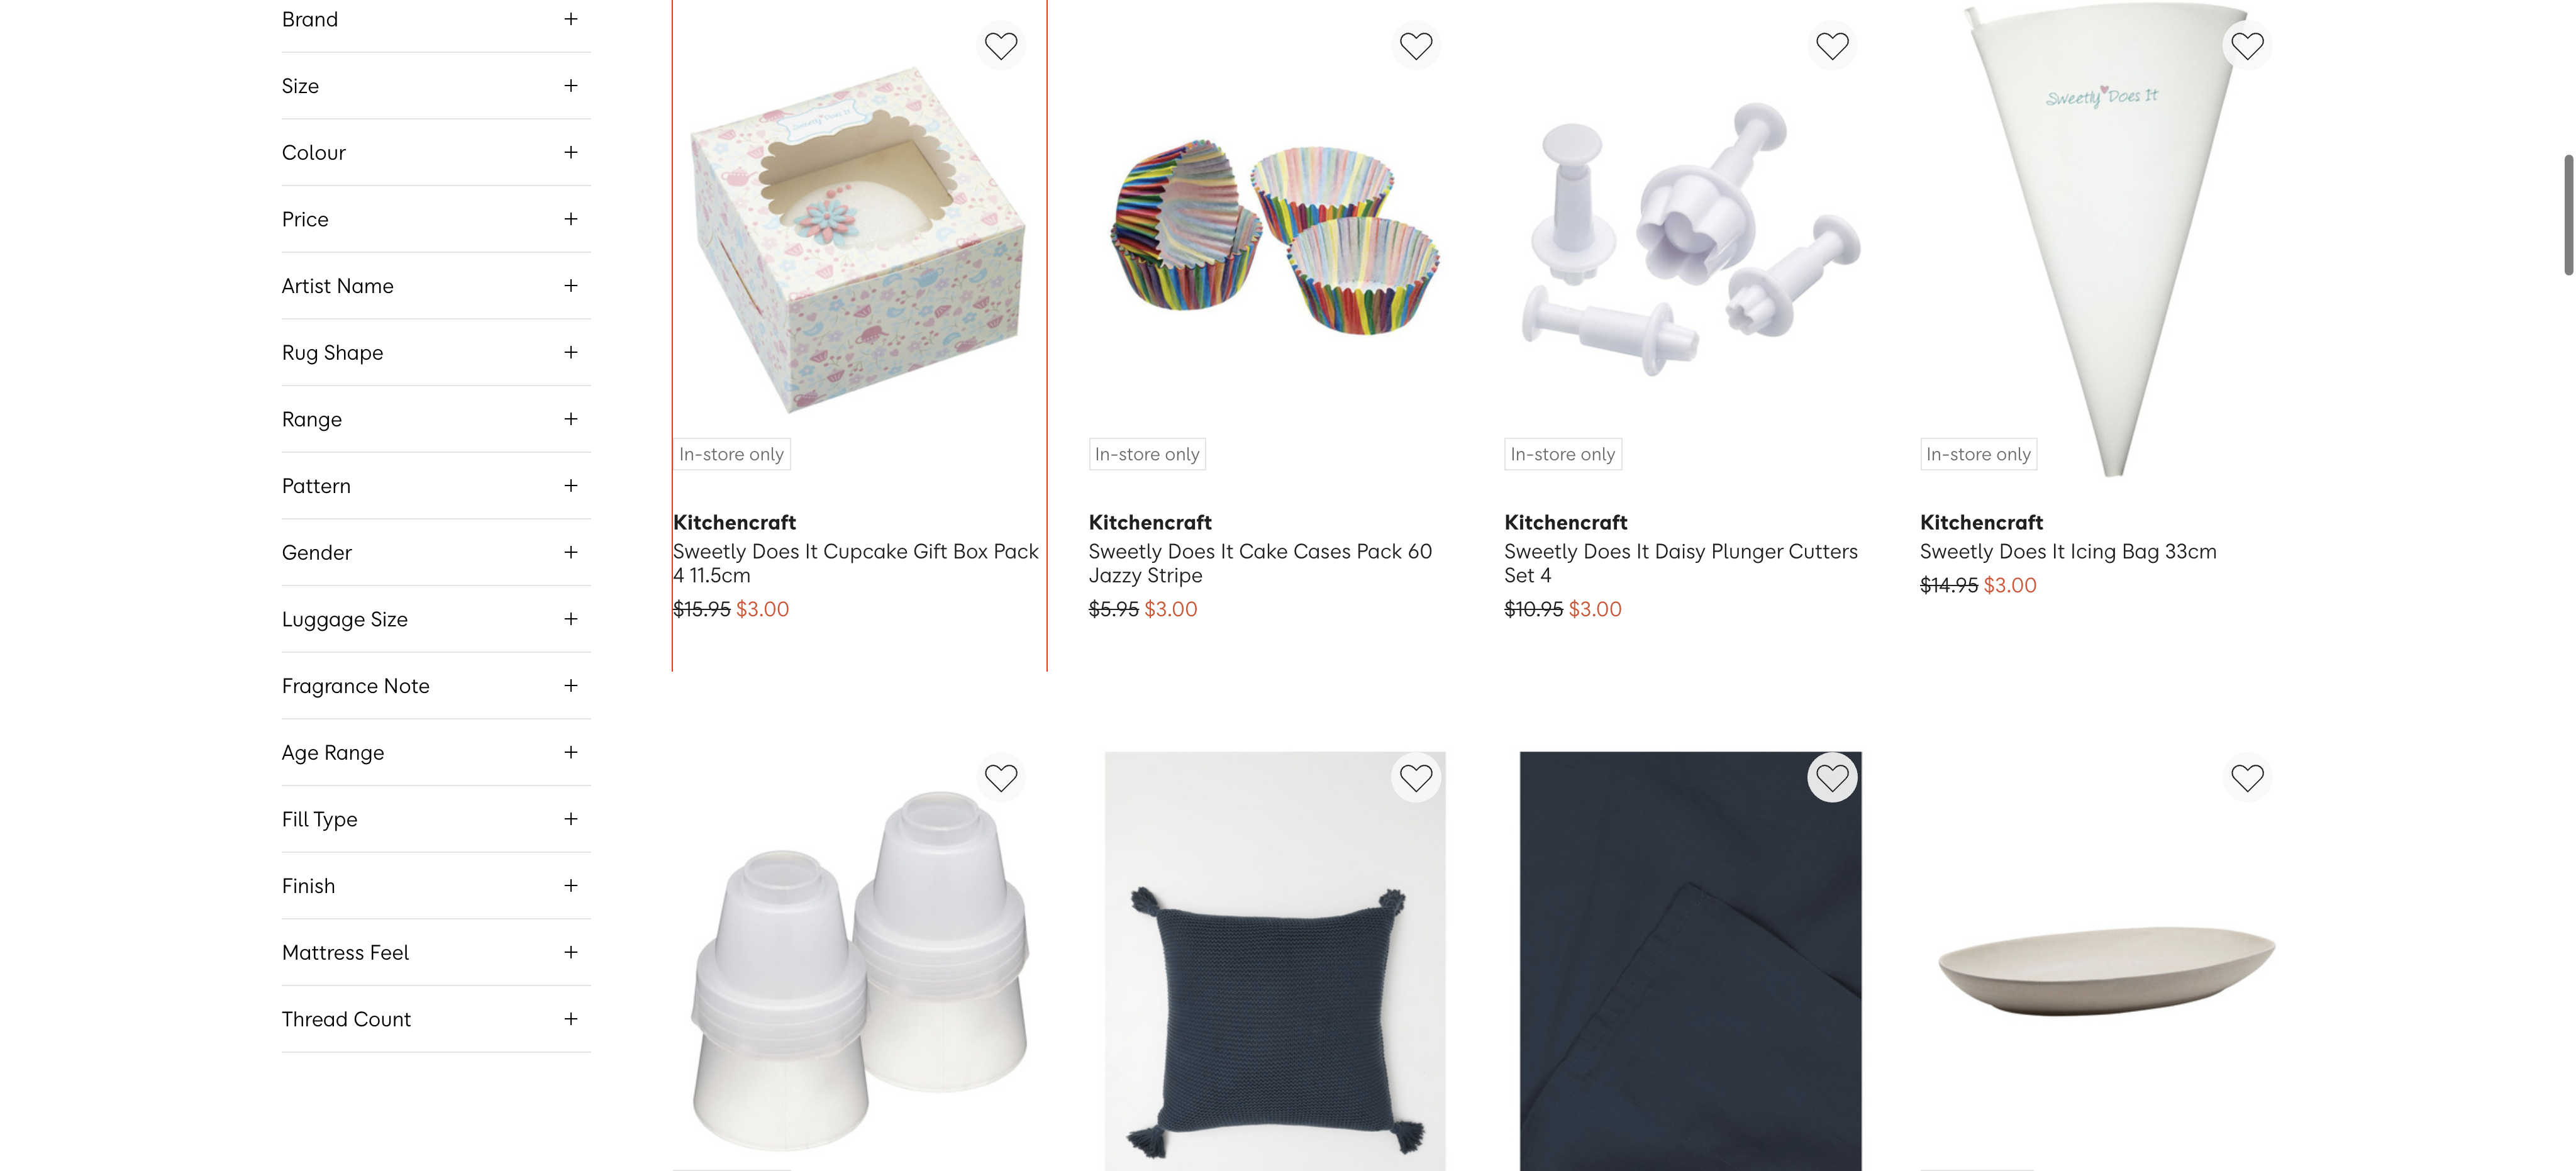 Brand
Size
Colour
Price
Artist Name
Rug Shape
Range
Pattern
Gender
Luggage Size
Fragrance Note
Age Range
Fill Type
Finish
Mattress Feel
Thread Count
Sweetly Does It
In-store only
Kitchencraft
Sweetly Does It Cupcake Gift Box Pack
4 11.5cm
$15.95 $3.00
In-store only
Kitchencraft
Sweetly Does It Cake Cases Pack 60
Jazzy Stripe
$5.95 $3.00
In-store only
Kitchencraft
Sweetly Does It Daisy Plunger Cutters
Set 4
$10.95 $3.00
Sweetly Does It
In-store only
Kitchencraft
Sweetly Does It Icing Bag 33cm
$14.95 $3.00